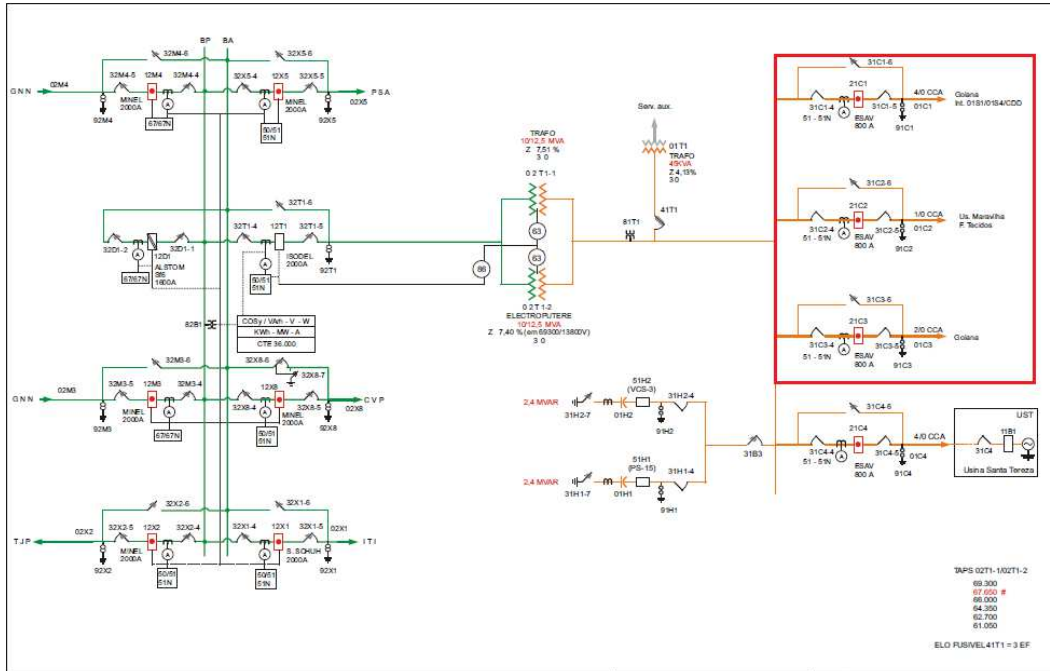 BP BA
32M4-6
32X5-6
32M4-5 12M4 32M4-4
32X5-4 12X5 32X5-5
GNN 02M4
PSA
02X5
MINEL
2000A
MINEL
2000A
A
A
92M4
67/67N
50/51
51N
92X5
32T1-6
32T1-4 12T1 32T1-5
32D1-2
32D1-1
12D1
A
A
ALSTOM
Sf6
1600A
67/67N
50/51
51N
ISODEL
2000A
92T1
82B1
COSy / VArh - V - W
KWh - MW - A
CTE 36.000
32M3-6
32X8-6
32X8-7
32M3-5 12M3 32M3-4
12X8
32X8-4
32X8-5
GNN 02M3
CVP
02X8
MINEL
2000A
MINEL
2000A
A
A
92M3
67/67N
50/51
51N
92X8
32X2-6
32X1-6
32X2-5 12X2 32X2-4
32X1-4 12X1 32X1-5
02X2
02X1
TJP
ITI
MINEL
2000A
S. SCHUH
2000A
A
A
92X2
50/51
51N
50/51
51N
92X1
TRAFO
10'12,5 MVA
Z 7,51 %
3 0
02T1-1
63
86
63
02T1-2
ELECTROPUTERE
10'12,5 MVA
Z 7,40 % (em 69300/13800V)
3 0
Serv. aux.
01T1
TRAFO
45KVA
Z 4,13%
30
81T1
41T1
31C1-6
21C1
31C1-4
31C1-5
51 - 51N
A
ESAV
800 A
91C1
4/0 CCA
01C1
Goiana
Int. 01S1/01S4/CDD
31C2-6
21C2
31C2-4
31C2-5
51 - 51N
A
ESAV
800 A
91C2
1/0 CCA
01C2
Us. Maravilha
F. Tecidos
31C3-6
21C3
31C3-4
31C3-5
51 - 51N
A
ESAV
800 A
91C3
2/0 CCA
01C3
Goiana
31C4-6
21C4
31C4-4
31C4-5
51 - 51N
A
ESAV
800 A
91C4
4/0 CCA
01C4
UST
11B1
31C4
Usina Santa Tereza
51H2
(VCS-3)
31H2-4
2,4 MVAR
31H2-7
01H2
91H2
31B3
51H1
(PS-15)
31H1-4
2,4 MVAR
31H1-7
01H1
91H1
TAPS 02T1-1/02T1-2
69.300
67.650 #
66.000
64.350
62.700
61.050
ELO FUSIVEL 41T1 = 3 EF